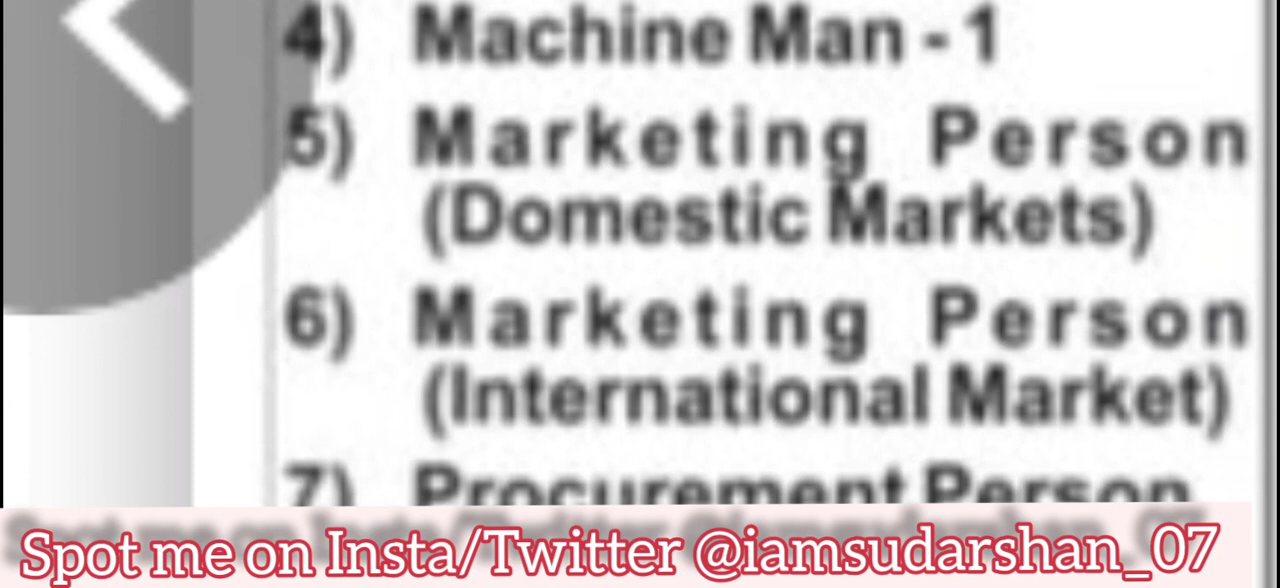 4) Machine Man - 1
5) Marketing Person
(Domestic Markets)
6) Marketing Person
(International Market)
7) Procurement Person
Spot me on Insta/Twitter @iamsudarshan_07